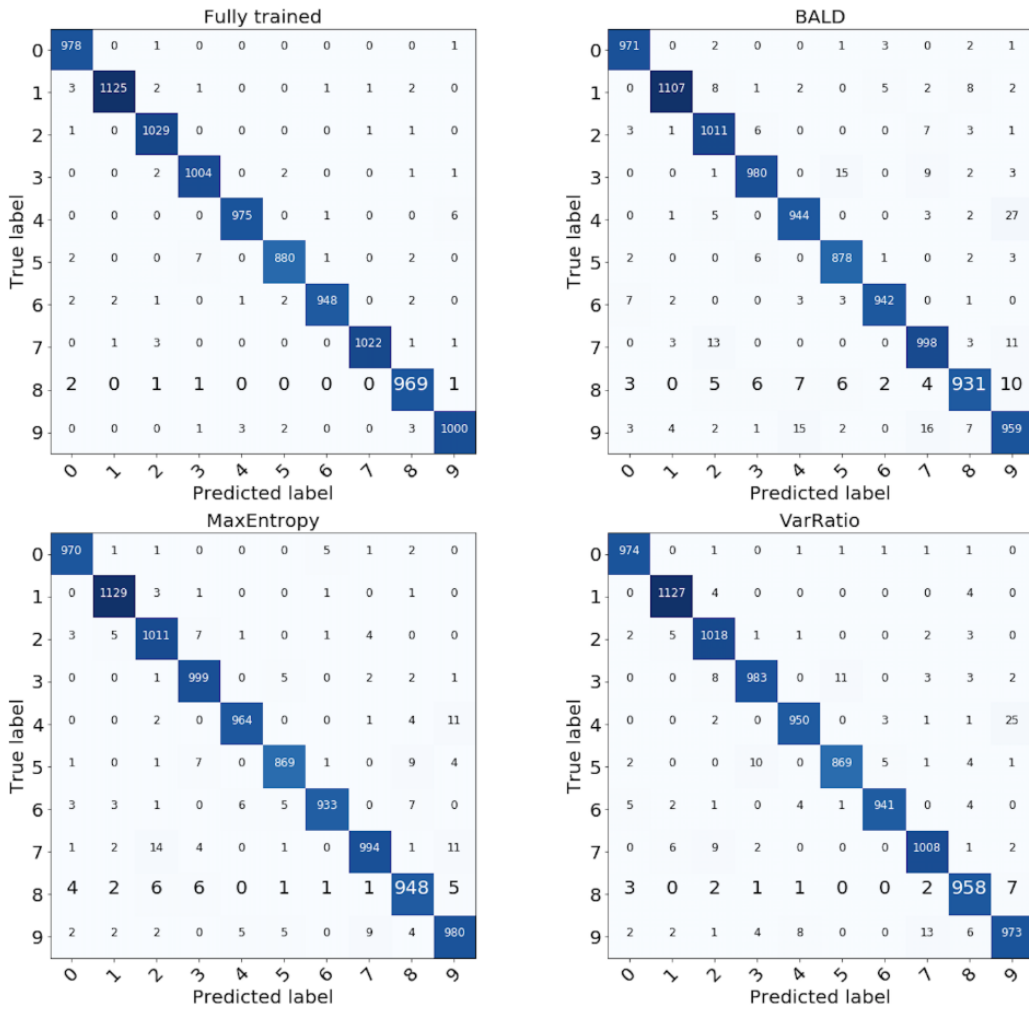 Fully trained
True label
0 978 0 1 0 0 0 0 0 0 1
1 3 1125 2 1 0 0 1 1 2 0
2 1 0 1029 0 0 0 0 1 1 0
3 0 0 2 1004 0 2 0 0 1 1
4 0 0 0 0 975 0 1 0 0 6
5 2 0 0 7 0 880 1 0 2 0
6 2 2 1 0 1 2 948 0 2 0
7 0 1 3 0 0 0 0 1022 1 1
8 2 0 1 1 0 0 0 0 969 1
9 0 0 0 1 3 2 0 0 3 1000
0 1 2 3 4 5 6 7 8 9
Predicted label
BALD
True label
0 971 0 2 0 0 1 3 0 2 1
1 0 1107 8 1 2 0 5 2 8 2
2 3 1 1011 6 0 0 0 7 3 1
3 0 0 1 980 0 15 0 9 2 3
4 0 1 5 0 944 0 0 3 2 27
5 2 0 0 6 0 878 1 0 2 3
6 7 2 0 0 3 3 942 0 1 0
7 0 3 13 0 0 0 0 998 3 11
8 3 0 5 6 7 6 2 4 931 10
9 3 4 2 1 15 2 0 16 7 959
0 1 2 3 4 5 6 7 8 9
Predicted label
MaxEntropy
True label
0 970 1 1 0 0 0 5 1 2 0
1 0 1129 3 1 0 0 1 0 1 0
2 3 5 1011 7 1 0 1 4 0 0
3 0 0 1 999 0 5 0 2 2 1
4 0 0 2 0 964 0 0 1 4 11
5 1 0 1 7 0 869 1 0 9 4
6 3 3 1 0 6 5 933 0 7 0
7 1 2 14 4 0 1 0 994 1 11
8 4 2 6 6 0 1 1 1 948 5
9 2 2 2 0 5 5 0 9 4 980
0 1 2 3 4 5 6 7 8 9
Predicted label
VarRatio
True label
0 974 0 1 0 1 1 1 1 1 0
1 0 1127 4 0 0 0 0 0 4 0
2 2 5 1018 1 1 0 0 2 3 0
3 0 0 8 983 0 11 0 3 3 2
4 0 0 2 0 950 0 3 1 1 25
5 2 0 0 10 0 869 5 1 4 1
6 5 2 1 0 4 1 941 0 4 0
7 0 6 9 2 0 0 0 1008 1 2
8 3 0 2 1 1 0 0 2 958 7
9 2 2 1 4 8 0 0 13 6 973
0 1 2 3 4 5 6 7 8 9
Predicted label